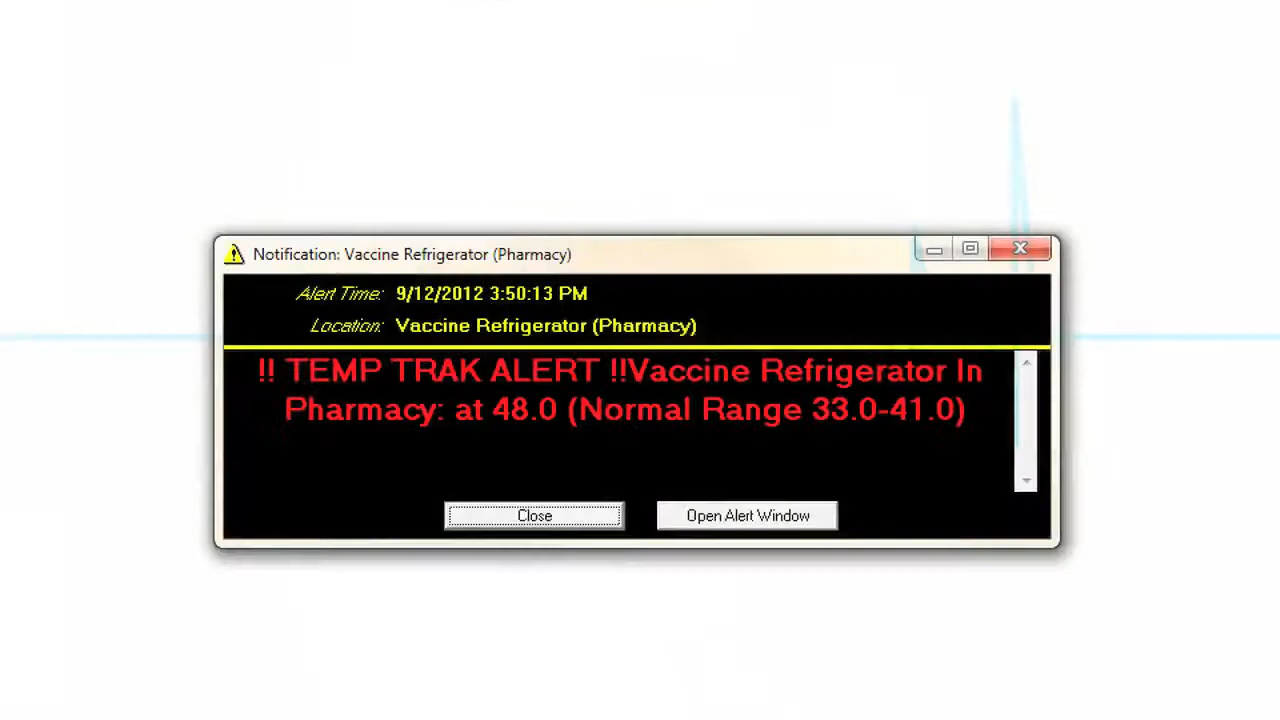 Notification: Vaccine Refrigerator (Pharmacy)
Alert Time: 9/12/2012 3:50:13 PM
Location: Vaccine Refrigerator (Pharmacy)
!! TEMP TRAK ALERT !!Vaccine Refrigerator In
Pharmacy: at 48.0 (Normal Range 33.0-41.0)
Close Open Alert Window